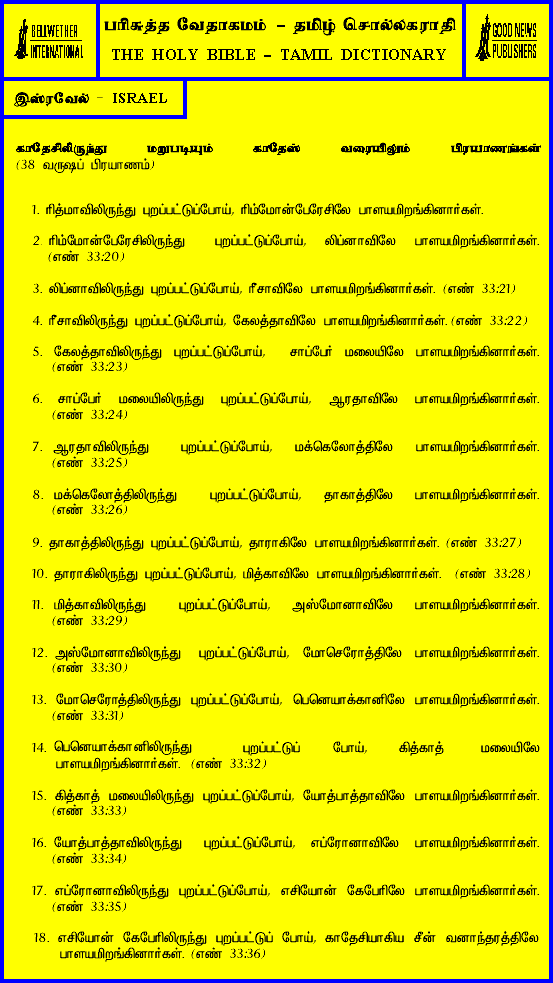 BELLWETHER
INTERNATIONAL
பரிசுத்த வேதாகமம் – தமிழ் சொல்லகராதி
THE HOLY BIBLE – TAMIL DICTIONARY
GOOD NEWS
PUBLISHERS
இஸ்ரவேல் – ISRAEL
காதேசிலிருந்து மறுபடியும் காதேஸ் வரையிலும் பிரயாணங்கள்
(38 வருஷப் பிரயாணம்)
1. ரித்மாவிலிருந்து புறப்பட்டுப்போய், ரிம்மோன்பேரேசிலே பாளயமிறங்கினார்கள்.
2. ரிம்மோன்பேரேசிலிருந்து புறப்பட்டுப்போய், லிப்னாவிலே பாளயமிறங்கினார்கள்.
(எண் 33:20)
3. லிப்னாவிலிருந்து புறப்பட்டுப்போய், ரீசாவிலே பாளயமிறங்கினார்கள். (எண் 33:21)
4. ரீசாவிலிருந்து புறப்பட்டுப்போய், கேலத்தாவிலே பாளயமிறங்கினார்கள். (எண் 33:22)
5. கேலத்தாவிலிருந்து புறப்பட்டுப்போய், சாப்பேர் மலையிலே பாளயமிறங்கினார்கள்.
(எண் 33:23)
6. சாப்பேர் மலையிலிருந்து புறப்பட்டுப்போய், ஆரதாவிலே பாளயமிறங்கினார்கள்.
(எண் 33:24)
7. ஆரதாவிலிருந்து புறப்பட்டுப்போய், மக்கெலோத்திலே பாளயமிறங்கினார்கள்.
(எண் 33:25)
8. மக்கெலோத்திலிருந்து புறப்பட்டுப்போய், தாகாத்திலே பாளயமிறங்கினார்கள்.
(எண் 33:26)
9. தாகாத்திலிருந்து புறப்பட்டுப்போய், தாராகிலே பாளயமிறங்கினார்கள். (எண் 33:27)
10. தாராகிலிருந்து புறப்பட்டுப்போய், மித்காவிலே பாளயமிறங்கினார்கள். (எண் 33:28)
11. மித்காவிலிருந்து புறப்பட்டுப்போய், அஸ்மோனாவிலே பாளயமிறங்கினார்கள்.
(எண் 33:29)
12. அஸ்மோனாவிலிருந்து புறப்பட்டுப்போய், மோசெரோத்திலே பாளயமிறங்கினார்கள்.
(எண் 33:30)
13. மோசெரோத்திலிருந்து புறப்பட்டுப்போய், பெனெயாக்கானிலே பாளயமிறங்கினார்கள்.
(எண் 33:31)
14. பெனெயாக்கானிலிருந்து புறப்பட்டுப் போய், கித்காத் மலையிலே
பாளயமிறங்கினார்கள். (எண் 33:32)
15. கித்காத் மலையிலிருந்து புறப்பட்டுப்போய், யோத்பாத்தாவிலே பாளயமிறங்கினார்கள்.
(எண் 33:33)
16. யோத்பாத்தாவிலிருந்து புறப்பட்டுப்போய், எப்ரோனாவிலே பாளயமிறங்கினார்கள்.
(எண் 33:34)
17. எப்ரோனாவிலிருந்து புறப்பட்டுப்போய், எசியோன் கேபேரிலே பாளயமிறங்கினார்கள்.
(எண் 33:35)
18. எசியோன் கேபேரிலிருந்து புறப்பட்டுப் போய், காதேசியாகிய சீன் வனாந்தரத்திலே
பாளயமிறங்கினார்கள். (எண் 33:36)